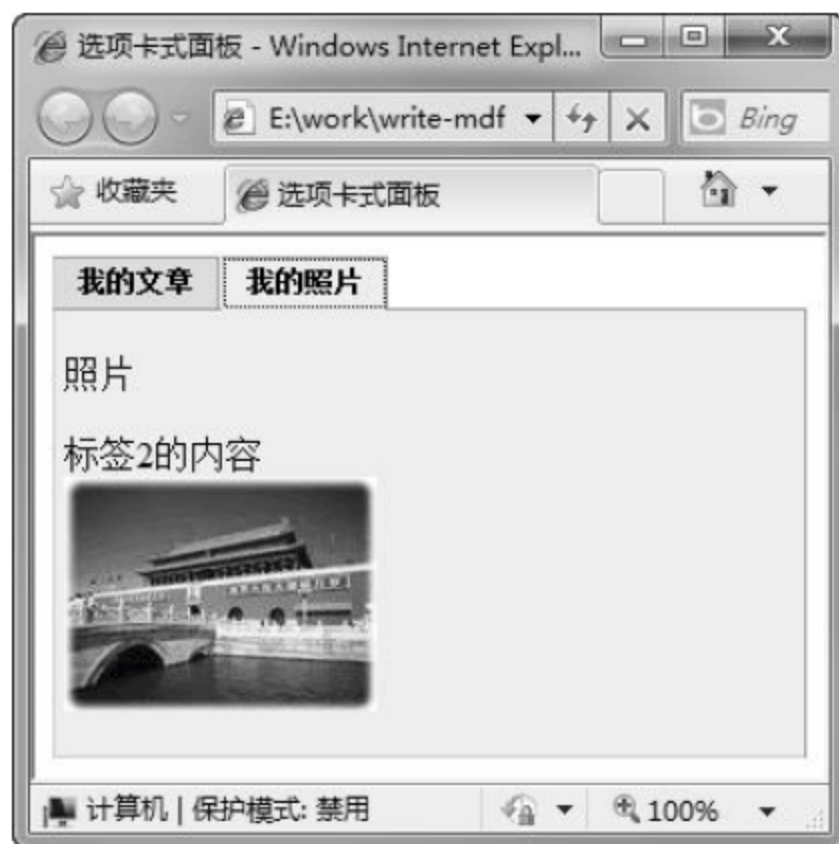 选项卡式面板 - Windows Internet Expl...
E:\work\write-mdf
Bing
收藏夹
选项卡式面板
我的文章
我的照片
照片
标签2的内容
计算机 | 保护模式: 禁用
100%